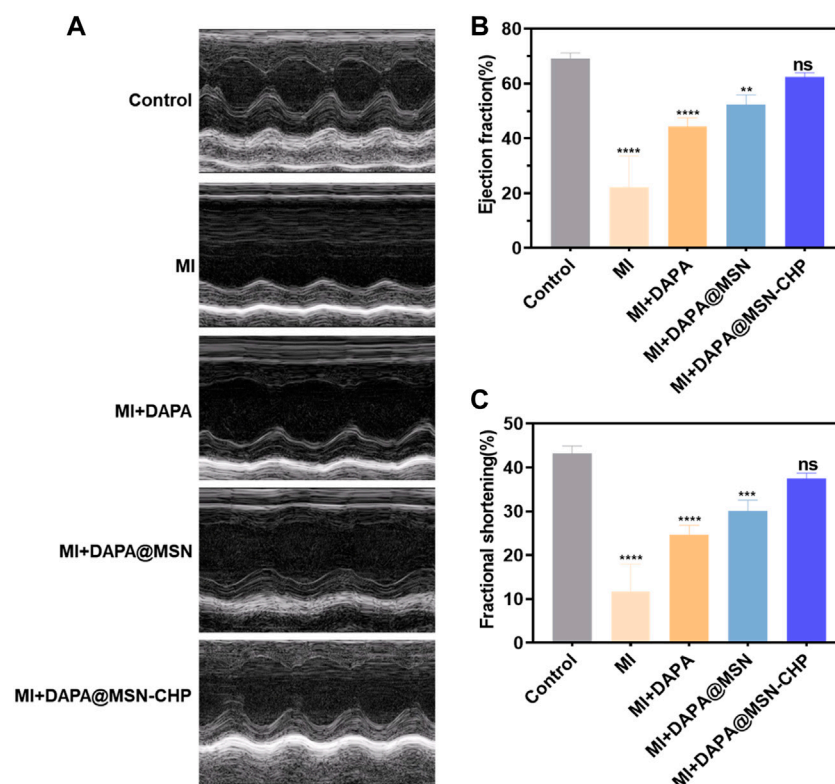 A
Control
MI
MI+DAPA
MI+DAPA@MSN
MI+DAPA@MSN-CHP
B
Ejection fraction(%)
80
60
40
20
0
****
****
**
ns
Control
MI
MI+DAPA
MI+DAPA@MSN
MI+DAPA@MSN-CHP
C
Fractional shortening(%)
50
40
30
20
10
0
****
****
***
ns
Control
MI
MI+DAPA
MI+DAPA@MSN
MI+DAPA@MSN-CHP